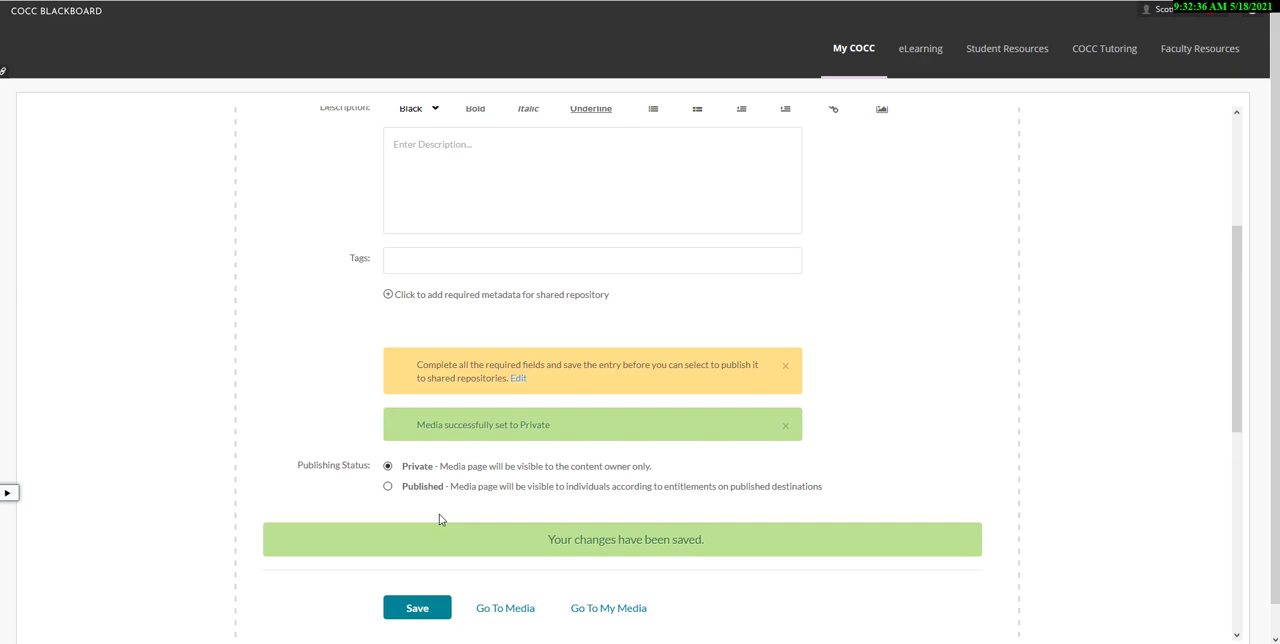 COCC BLACKBOARD
9:32:36 AM 5/18/2021
My COCC
eLearning
Student Resources
COCC Tutoring
Faculty Resources
Description:
Black
Bold
Italic
Underline
Enter Description...
Tags:
Click to add required metadata for shared repository
Complete all the required fields and save the entry before you can select to publish it
to shared repositories. Edit
Media successfully set to Private
Publishing Status:
Private - Media page will be visible to the content owner only.
Published - Media page will be visible to individuals according to entitlements on published destinations
Your changes have been saved.
Save
Go To Media
Go To My Media